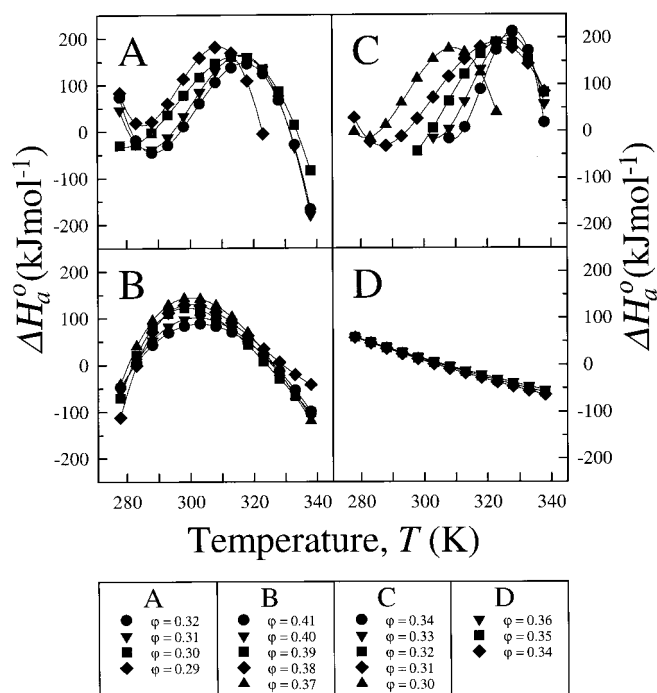 A
C
200
100
0
-100
-200
200
100
0
-100
-200
B
D
200
100
0
-100
-200
200
100
0
-100
-200
ΔHₐᵒ (kJmol⁻¹)
ΔHₐᵒ (kJmol⁻¹)
280 300 320 340
280 300 320 340
Temperature, T (K)
A
φ = 0.32
φ = 0.31
φ = 0.30
φ = 0.29
B
φ = 0.41
φ = 0.40
φ = 0.39
φ = 0.38
φ = 0.37
C
φ = 0.34
φ = 0.33
φ = 0.32
φ = 0.31
φ = 0.30
D
φ = 0.36
φ = 0.35
φ = 0.34